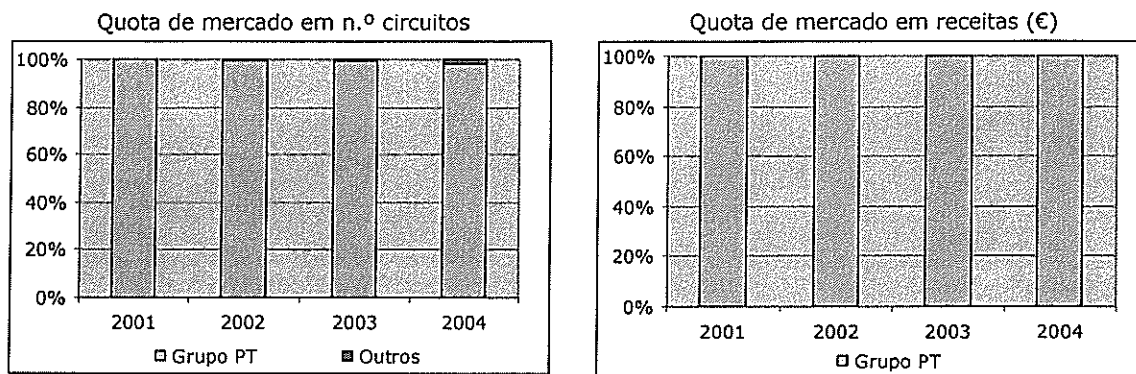 Quota de mercado em n.º circuitos
100%
80%
60%
40%
20%
0%
2001 2002 2003 2004
Grupo PT Outros
Quota de mercado em receitas (€)
100%
80%
60%
40%
20%
0%
2001 2002 2003 2004
Grupo PT